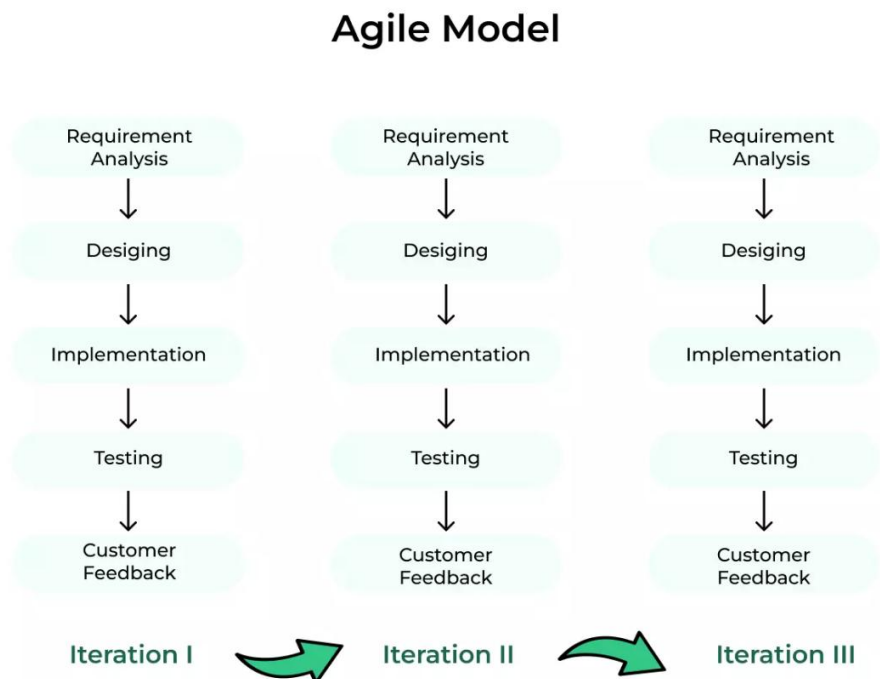 Agile Model
Requirement
Analysis
Desiging
Implementation
Testing
Customer
Feedback
Iteration I
Requirement
Analysis
Desiging
Implementation
Testing
Customer
Feedback
Iteration II
Requirement
Analysis
Desiging
Implementation
Testing
Customer
Feedback
Iteration III